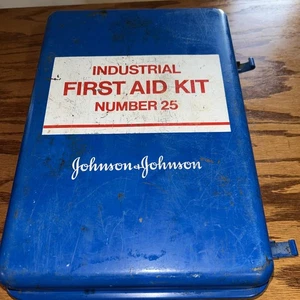 INDUSTRIAL
FIRST AID KIT
NUMBER 25
Johnson & Johnson